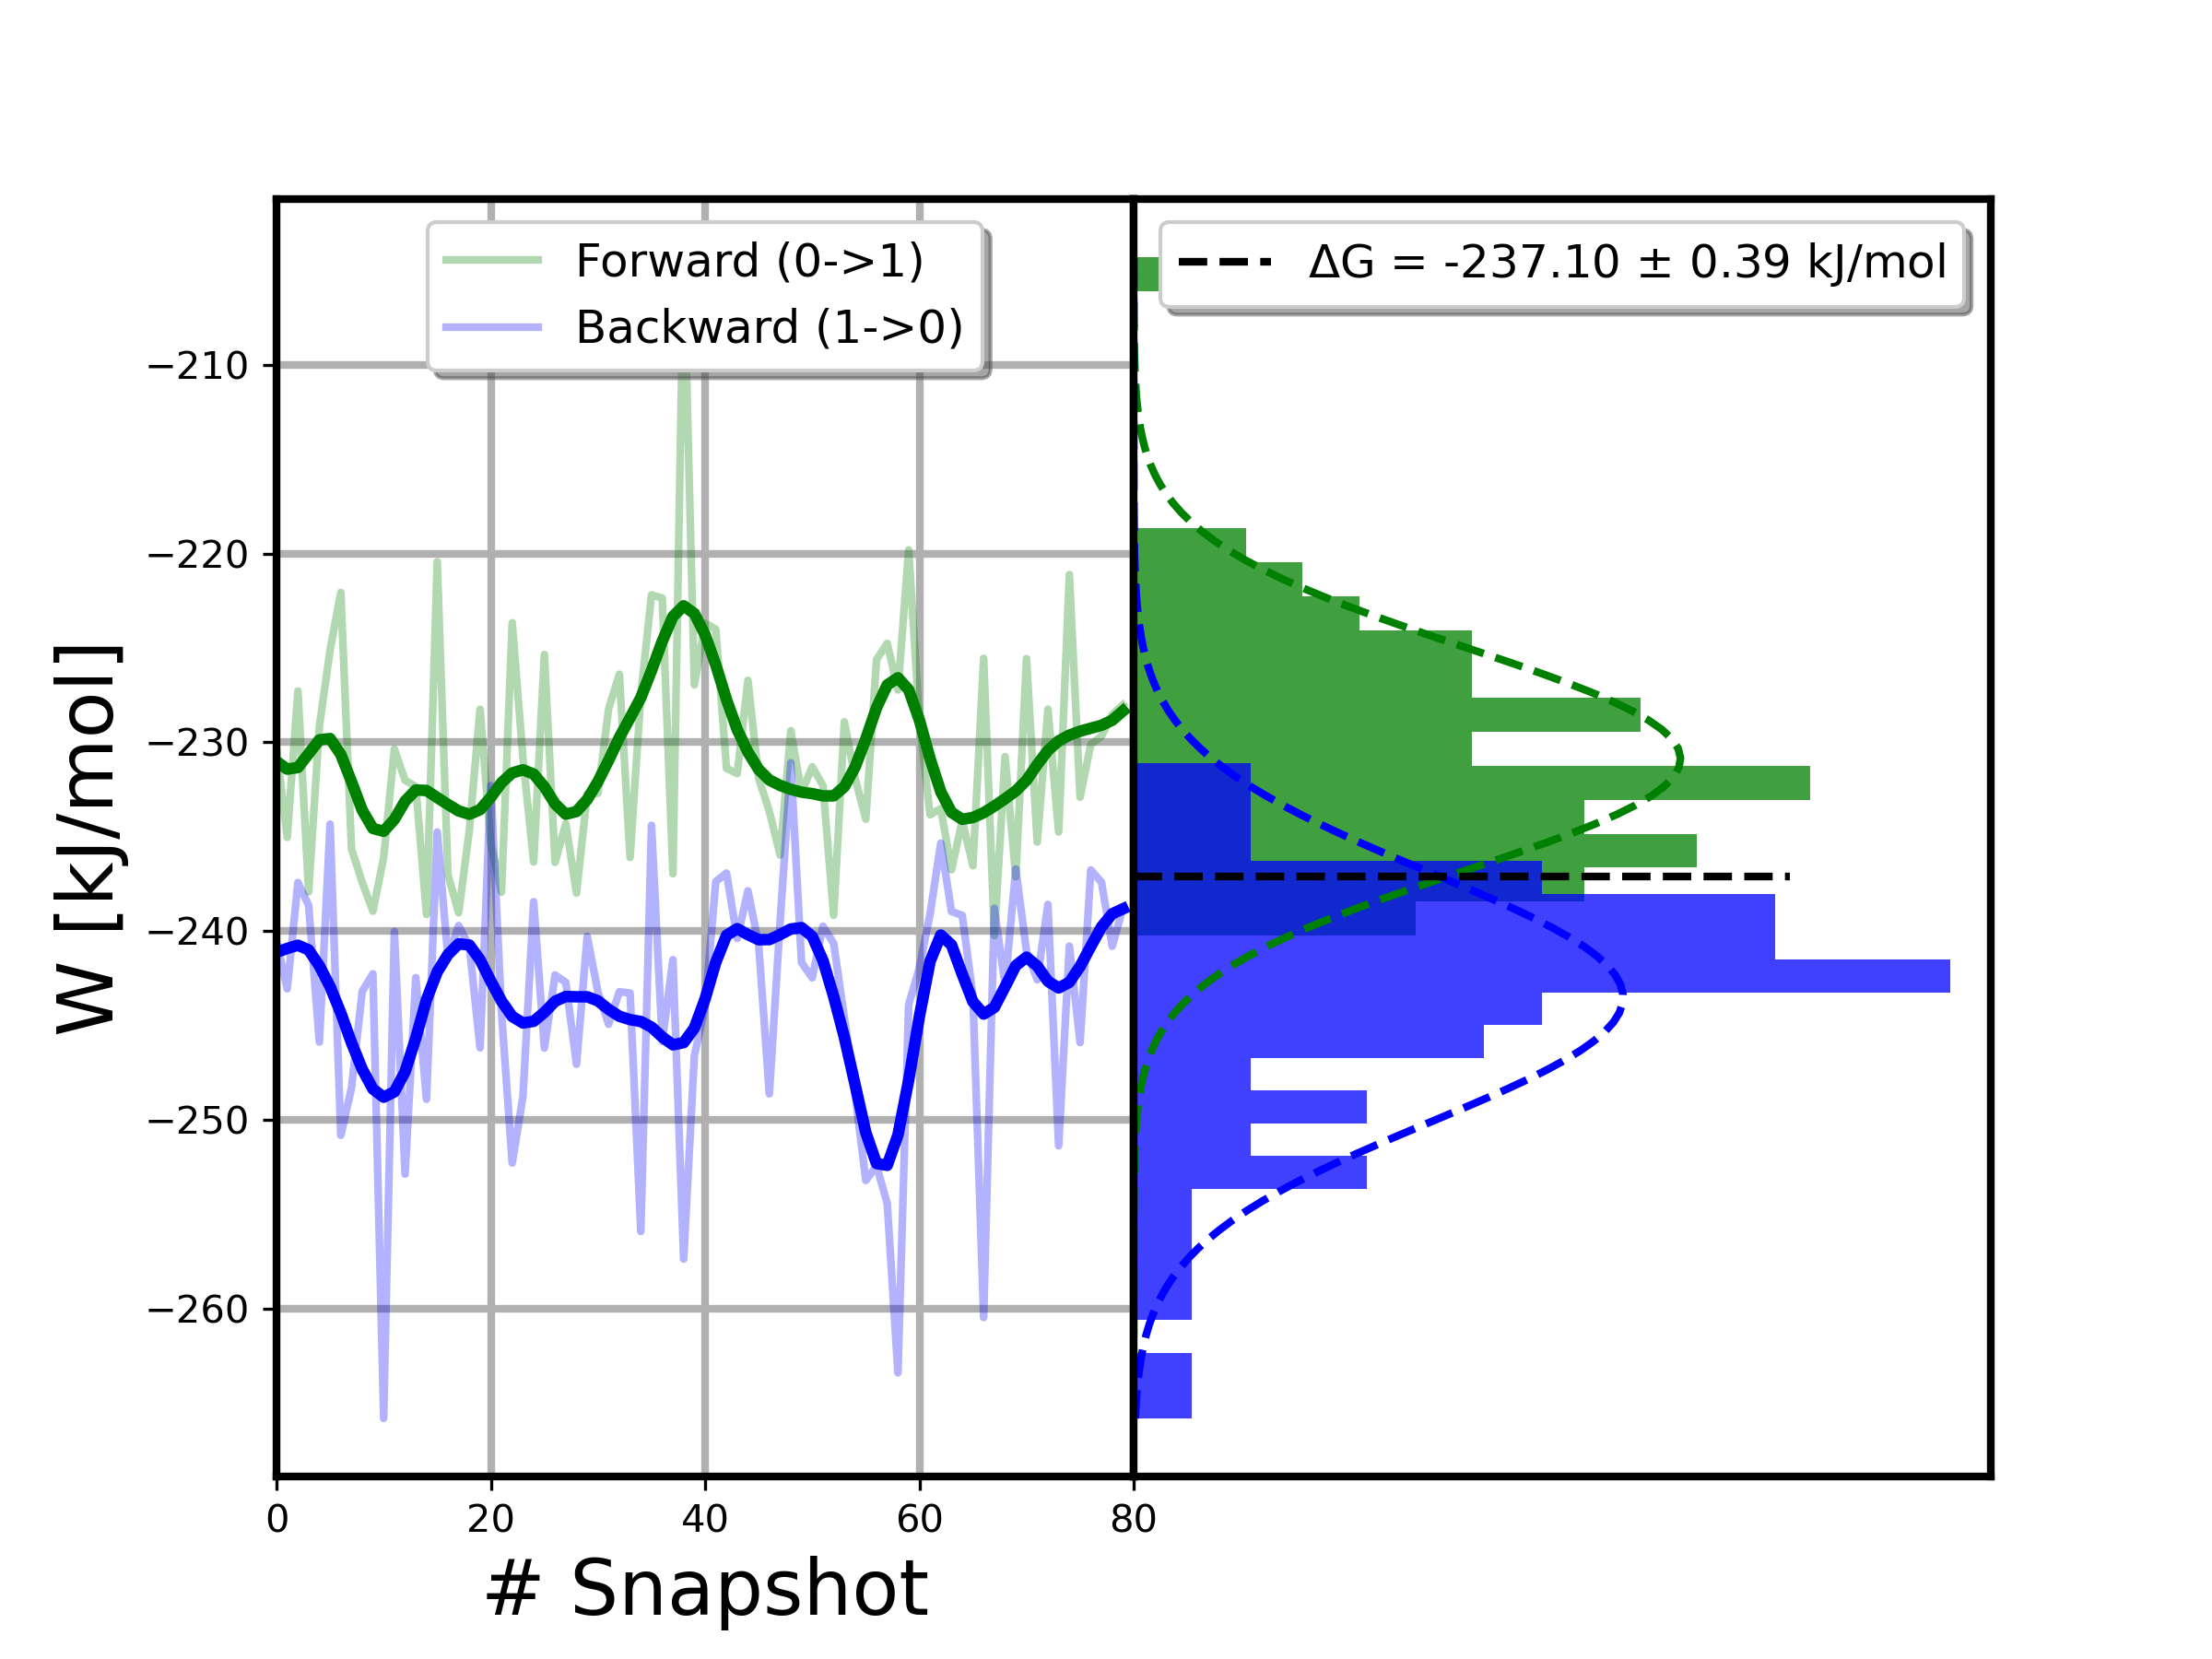 Forward (0->1)
Backward (1->0)
ΔG = -237.10 ± 0.39 kJ/mol
−210
−220
−230
−240
−250
−260
W [kJ/mol]
0 20 40 60 80
# Snapshot